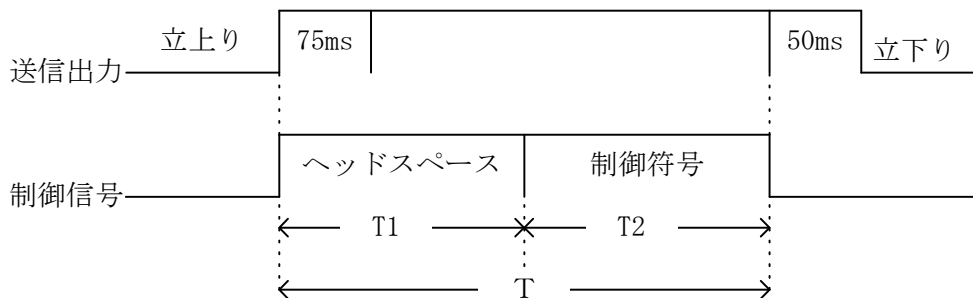 立上り 75ms 50ms 立下り
送信出力
ヘッドスペース 制御符号
制御信号
T1 T2
T